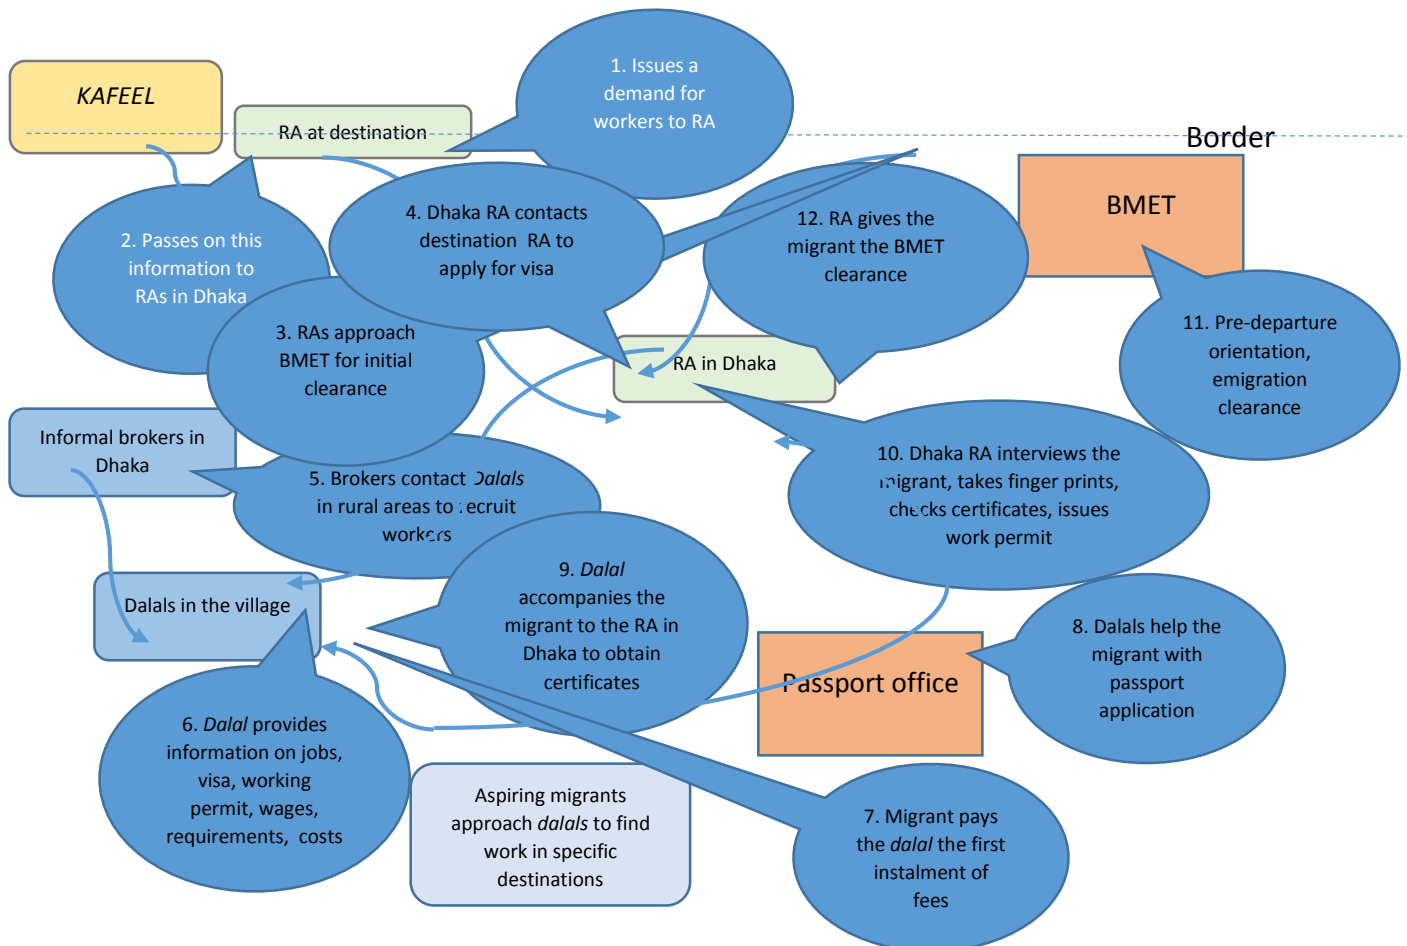 KAFEEL
1. Issues a
demand for
workers to RA
RA at destination
Border
BMET
2. Passes on this
information to
RAs in Dhaka
4. Dhaka RA contacts
destination RA to
apply for visa
12. RA gives the
migrant the BMET
clearance
3. RAs approach
BMET for initial
clearance
RA in Dhaka
11. Pre-departure
orientation,
emigration
clearance
Informal brokers in
Dhaka
5. Brokers contact Dalals
in rural areas to recruit
workers
10. Dhaka RA interviews the
migrant, takes finger prints,
checks certificates, issues
work permit
Dalals in the village
9. Dalal
accompanies the
migrant to the RA in
Dhaka to obtain
certificates
8. Dalals help the
migrant with
passport
application
Passport office
6. Dalal provides
information on jobs,
visa, working
permit, wages,
requirements, costs
Aspiring migrants
approach dalals to find
work in specific
destinations
7. Migrant pays
the dalal the first
instalment of
fees